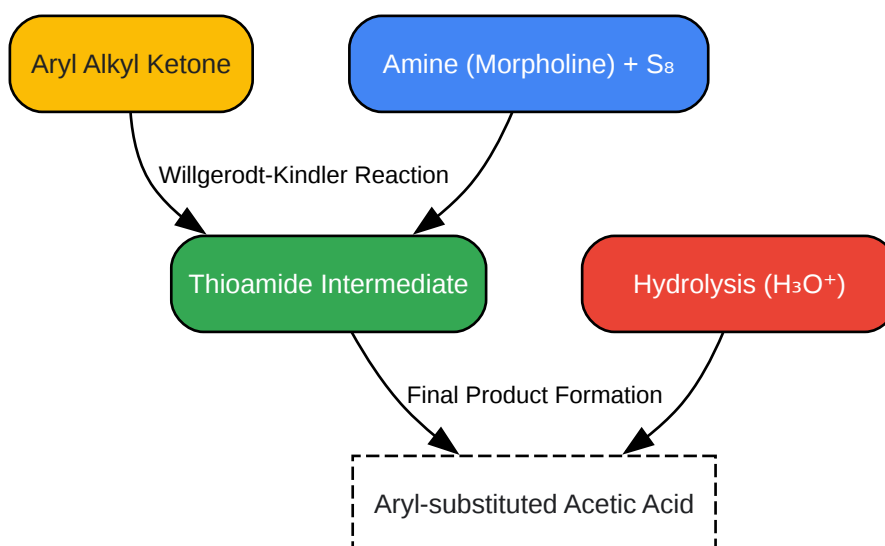 Aryl Alkyl Ketone
Amine (Morpholine) + S₈
Willgerodt-Kindler Reaction
Thioamide Intermediate
Hydrolysis (H₃O⁺)
Final Product Formation
Aryl-substituted Acetic Acid